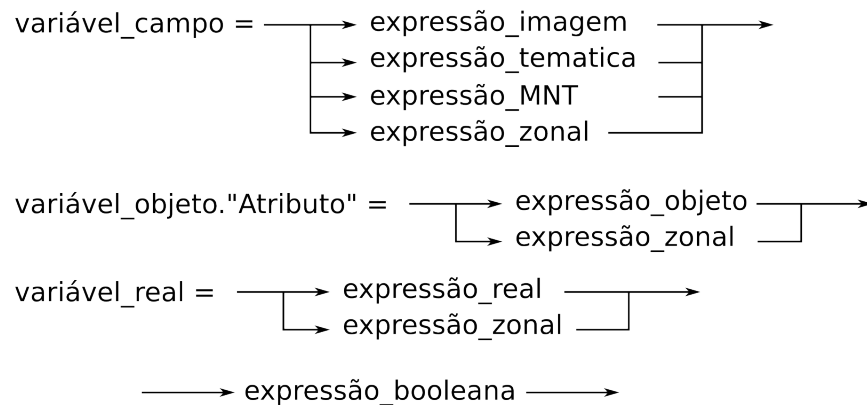 variável_campo = expressão_imagem
expressão_tematica
expressão_MNT
expressão_zonal
variável_objeto."Atributo" = expressão_objeto
expressão_zonal
variável_real = expressão_real
expressão_zonal
expressão_booleana